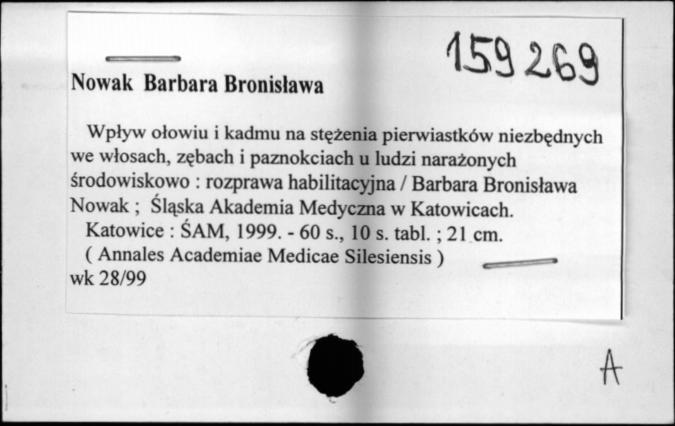 159269
Nowak Barbara Bronisława
Wpływ ołowiu i kadmu na stężenia pierwiastków niezbędnych
we włosach, zębach i paznokciach u ludzi narażonych
środowiskowo : rozprawa habilitacyjna / Barbara Bronisława
Nowak ; Śląska Akademia Medyczna w Katowicach.
Katowice : ŚAM, 1999. - 60 s., 10 s. tabl. ; 21 cm.
( Annales Academiae Medicae Silesiensis )
wk 28/99
A